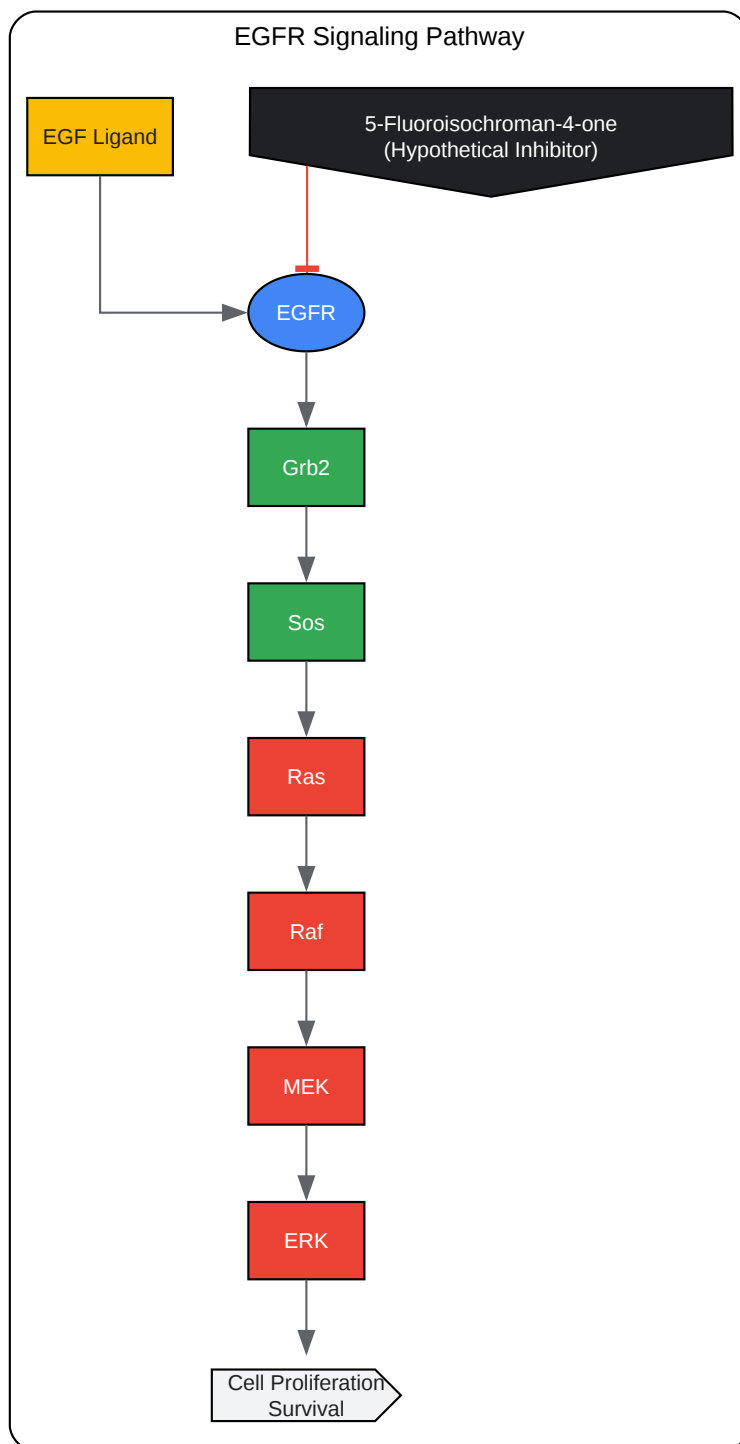 EGFR Signaling Pathway
EGF Ligand
5-Fluoroisochroman-4-one
(Hypothetical Inhibitor)
EGFR
Grb2
Sos
Ras
Raf
MEK
ERK
Cell Proliferation
Survival